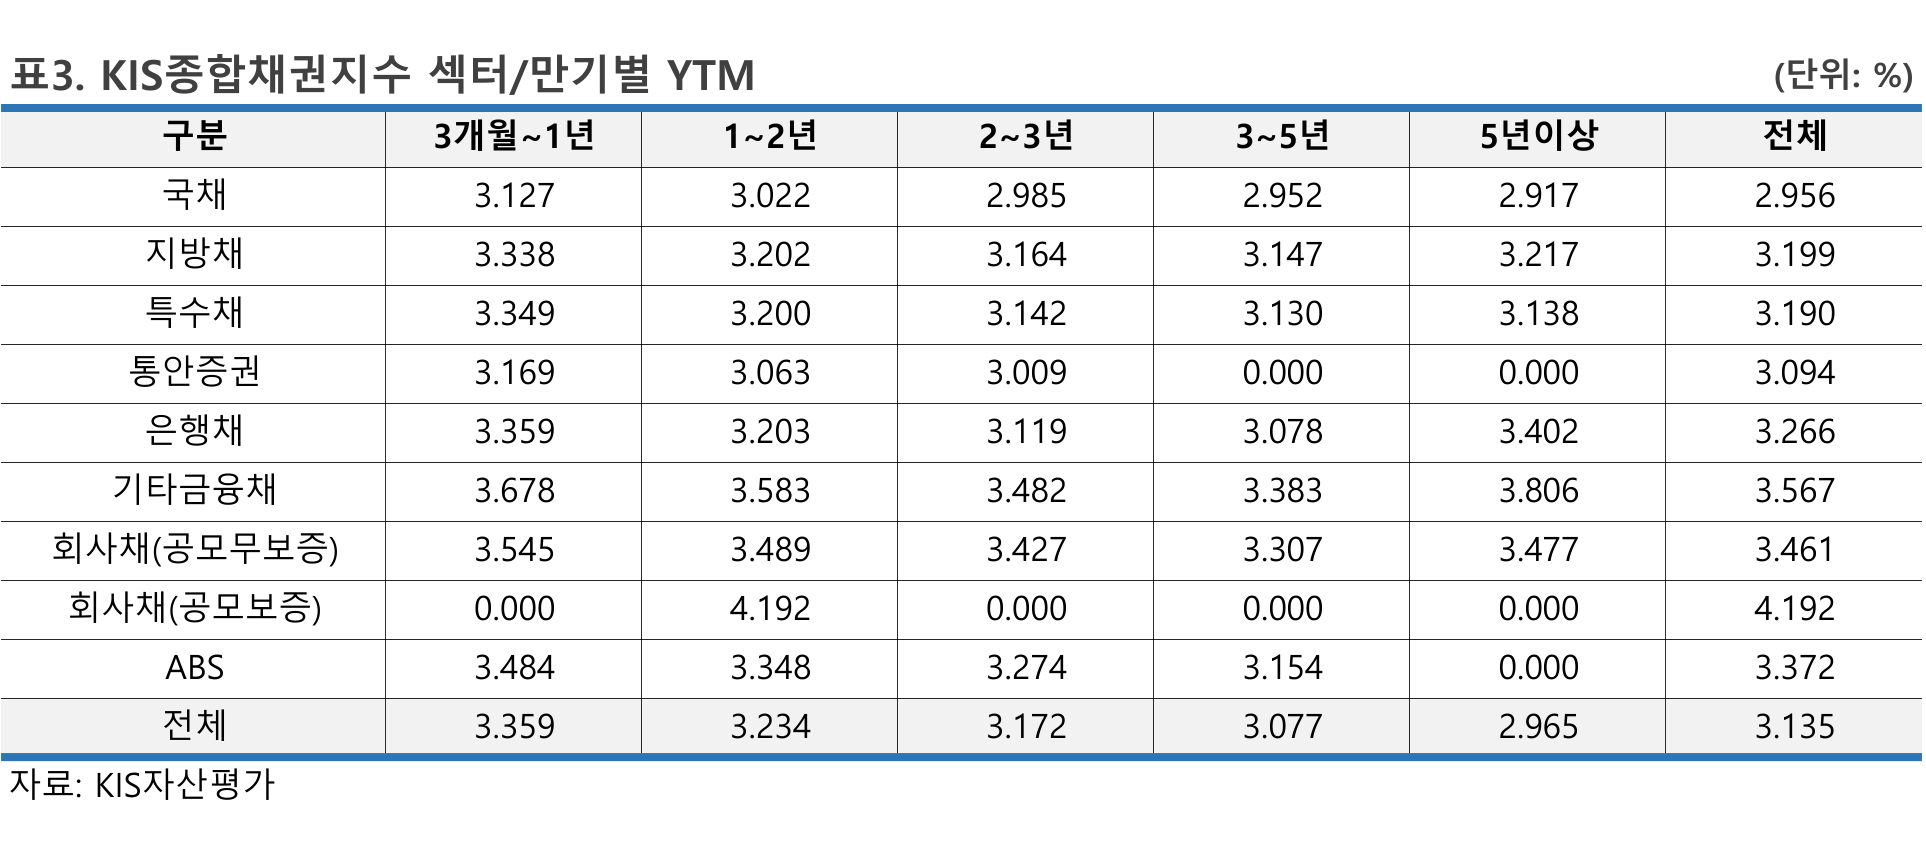 표3. KIS종합채권지수 섹터/만기별 YTM (단위: %)
구분 3개월~1년 1~2년 2~3년 3~5년 5년이상 전체
국채 3.127 3.022 2.985 2.952 2.917 2.956
지방채 3.338 3.202 3.164 3.147 3.217 3.199
특수채 3.349 3.200 3.142 3.130 3.138 3.190
통안증권 3.169 3.063 3.009 0.000 0.000 3.094
은행채 3.359 3.203 3.119 3.078 3.402 3.266
기타금융채 3.678 3.583 3.482 3.383 3.806 3.567
회사채(공모무보증) 3.545 3.489 3.427 3.307 3.477 3.461
회사채(공모보증) 0.000 4.192 0.000 0.000 0.000 4.192
ABS 3.484 3.348 3.274 3.154 0.000 3.372
전체 3.359 3.234 3.172 3.077 2.965 3.135
자료: KIS자산평가